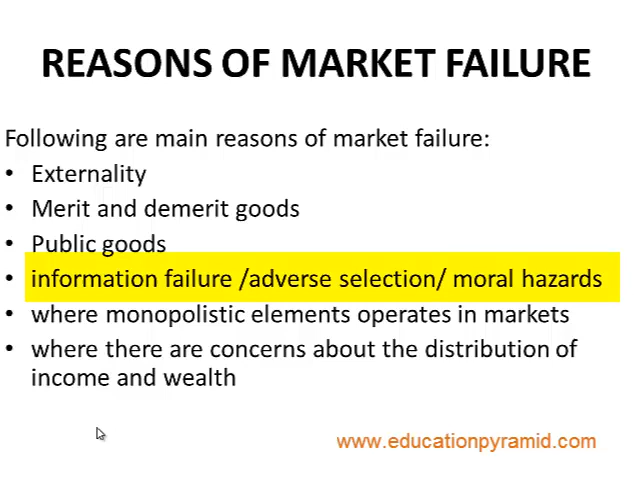 REASONS OF MARKET FAILURE
Following are main reasons of market failure:
• Externality
• Merit and demerit goods
• Public goods
• information failure /adverse selection/ moral hazards
• where monopolistic elements operates in markets
• where there are concerns about the distribution of
income and wealth
www.educationpyramid.com